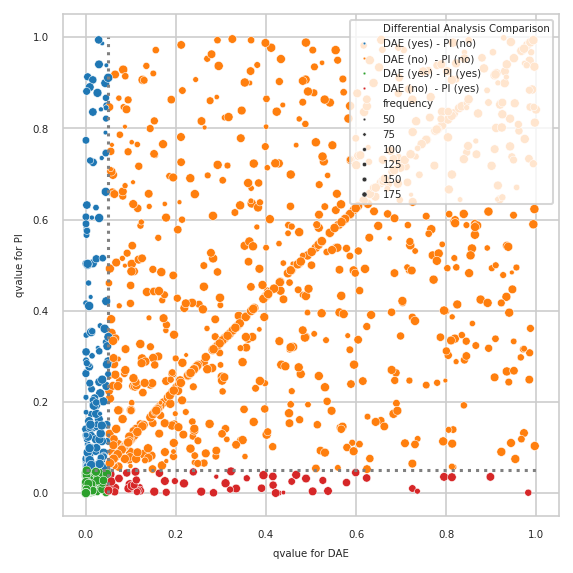 Differential Analysis Comparison
DAE (yes) - PI (no)
DAE (no)  - PI (no)
DAE (yes) - PI (yes)
DAE (no)  - PI (yes)
frequency
50
75
100
125
150
175
1.0
0.8
0.6
0.4
0.2
0.0
qvalue for PI
0.0
0.2
0.4
0.6
0.8
1.0
qvalue for DAE